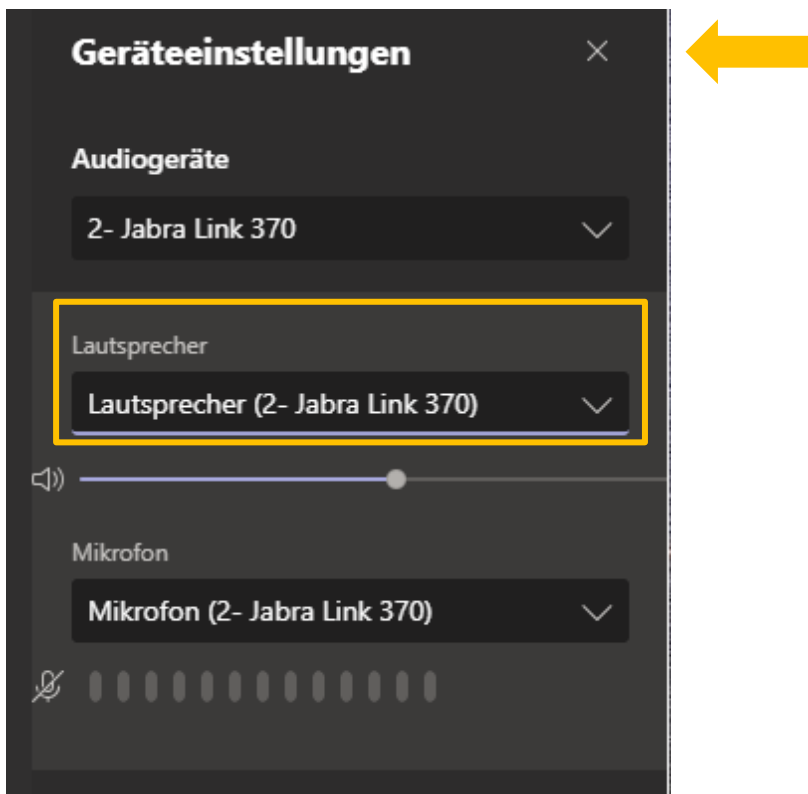 Geräteeinstellungen
Audiogeräte
2- Jabra Link 370
Lautsprecher
Lautsprecher (2- Jabra Link 370)
Mikrofon
Mikrofon (2- Jabra Link 370)